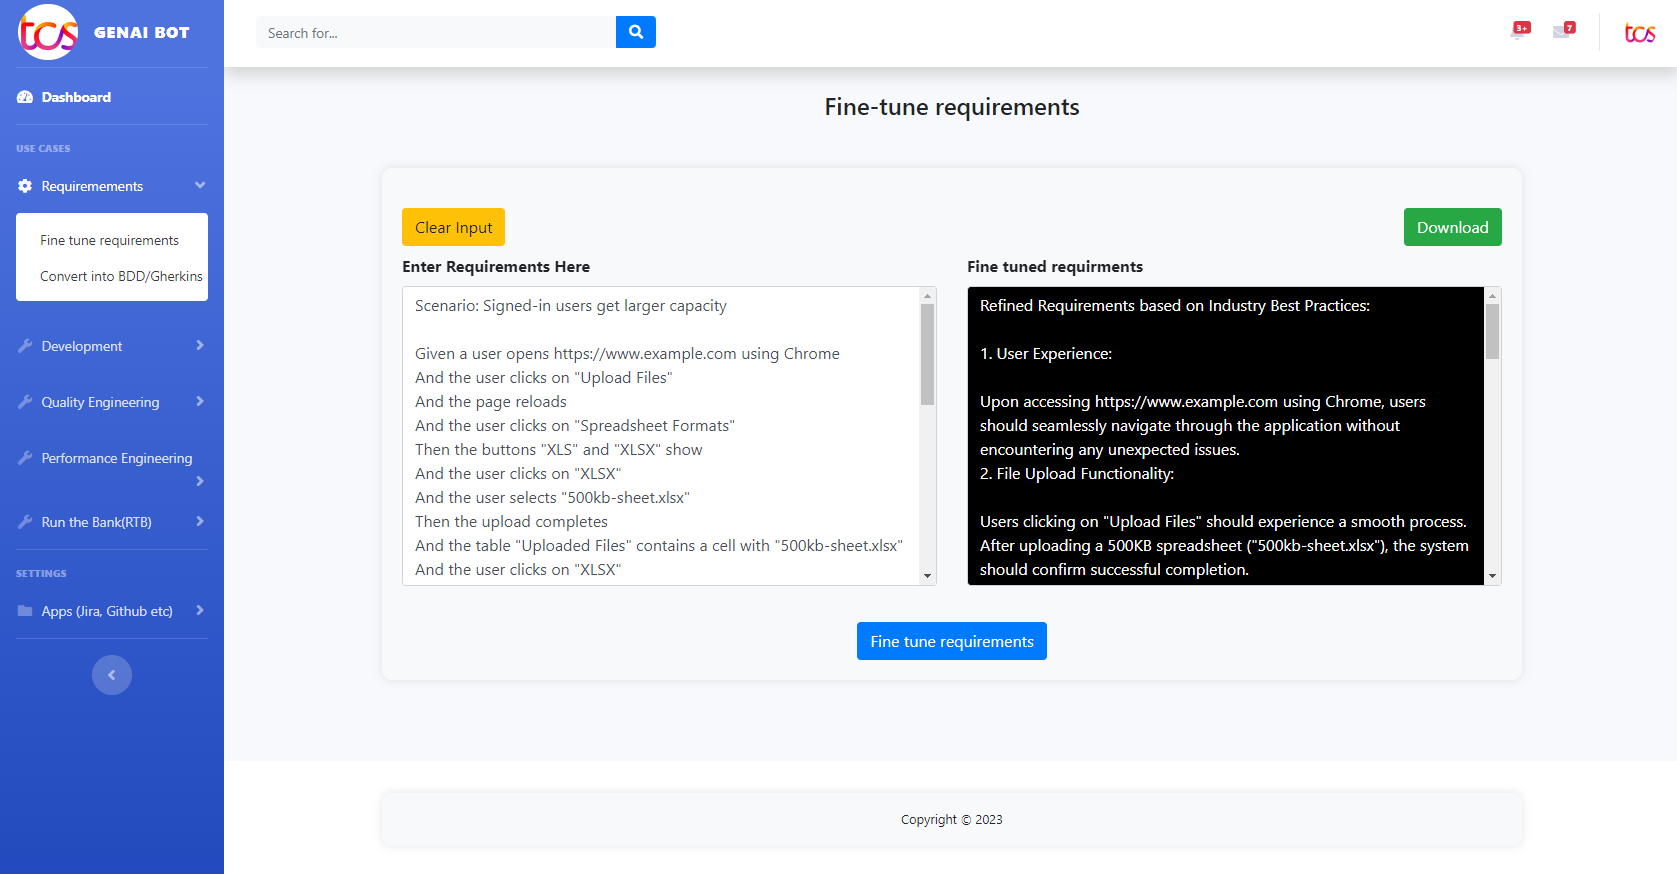 tcs GENAI BOT
Dashboard
USE CASES
Requiremements
Fine tune requirements
Convert into BDD/Gherkins
Development
Quality Engineering
Performance Engineering
Run the Bank(RTB)
SETTINGS
Apps (Jira, Github etc)
Search for...
3+
7
tcs
Fine-tune requirements
Clear Input
Download
Enter Requirements Here
Scenario: Signed-in users get larger capacity
Given a user opens https://www.example.com using Chrome
And the user clicks on "Upload Files"
And the page reloads
And the user clicks on "Spreadsheet Formats"
Then the buttons "XLS" and "XLSX" show
And the user clicks on "XLSX"
And the user selects "500kb-sheet.xlsx"
Then the upload completes
And the table "Uploaded Files" contains a cell with "500kb-sheet.xlsx"
And the user clicks on "XLSX"
Fine tuned requirments
Refined Requirements based on Industry Best Practices:
1. User Experience:
Upon accessing https://www.example.com using Chrome, users
should seamlessly navigate through the application without
encountering any unexpected issues.
2. File Upload Functionality:
Users clicking on "Upload Files" should experience a smooth process.
After uploading a 500KB spreadsheet ("500kb-sheet.xlsx"), the system
should confirm successful completion.
Fine tune requirements
Copyright © 2023